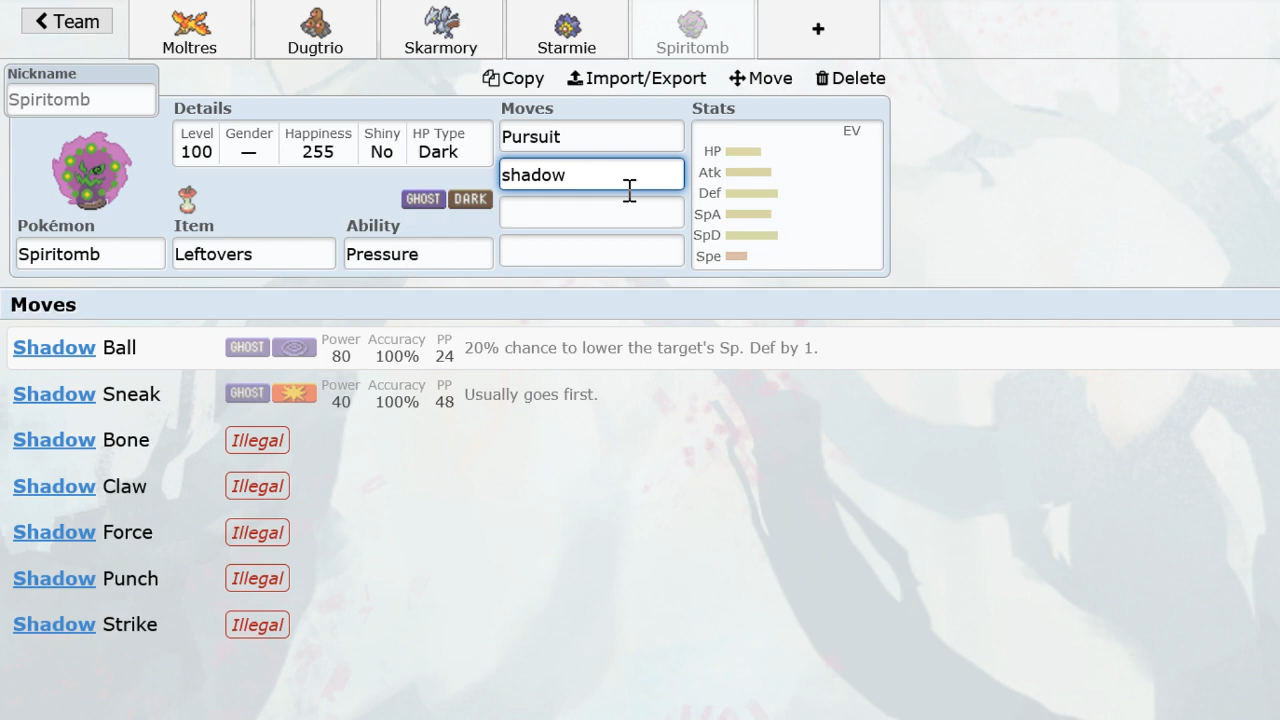 Team
Moltres
Dugtrio
Skarmory
Starmie
Spiritomb
+
Nickname
Spiritomb
Copy
Import/Export
Move
Delete
Details
Moves
Stats
Level
100
Gender
—
Happiness
255
Shiny
No
HP Type
Dark
GHOST DARK
Pokémon
Spiritomb
Item
Leftovers
Ability
Pressure
Pursuit
shadow
EV
HP
Atk
Def
SpA
SpD
Spe
Moves
Shadow Ball GHOST Power 80 Accuracy 100% PP 24 20% chance to lower the target's Sp. Def by 1.
Shadow Sneak GHOST Power 40 Accuracy 100% PP 48 Usually goes first.
Shadow Bone Illegal
Shadow Claw Illegal
Shadow Force Illegal
Shadow Punch Illegal
Shadow Strike Illegal